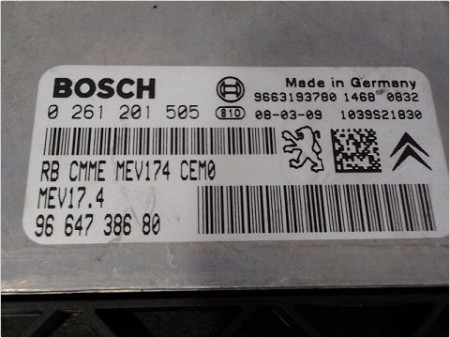 BOSCH
Made in Germany
9663193780 1468 0832
0 261 201 505
S10
08-03-09
1039S21830
RB CMME MEV174 CEM0
MEV17.4
96 647 386 80